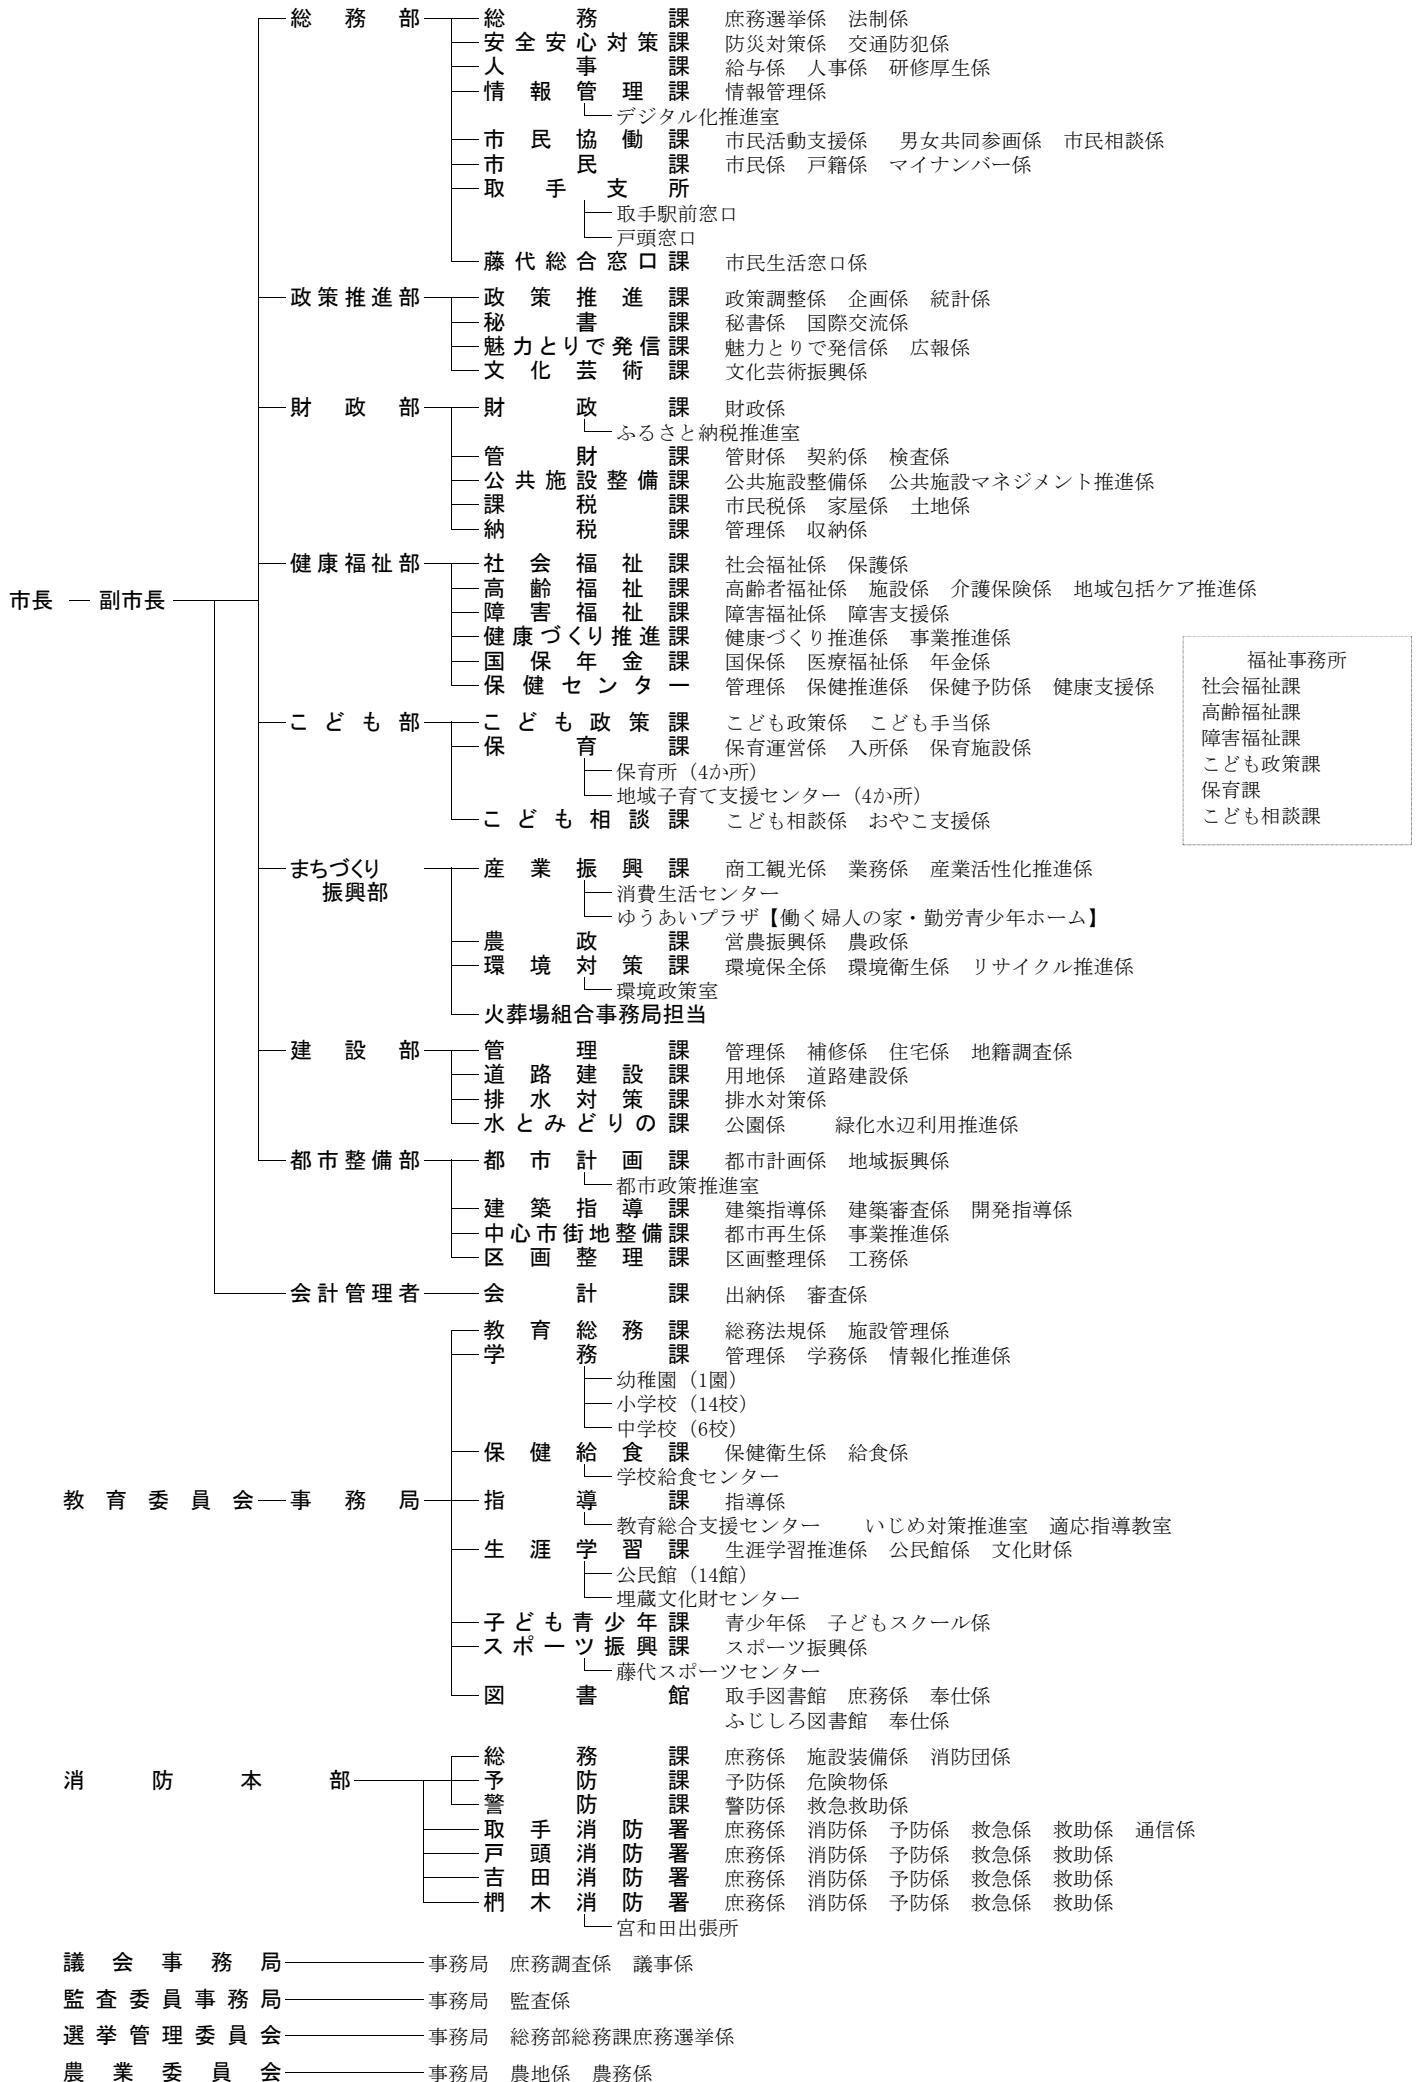 総務部 総務課 庶務選挙係 法制係
安全安心対策課 防災対策係 交通防犯係
人事課 給与係 人事係 研修厚生係
情報管理課 情報管理係
デジタル化推進室
市民協働課 市民活動支援係 男女共同参画係 市民相談係
市民課 市民係 戸籍係 マイナンバー係
取手支所
取手駅前窓口
戸頭窓口
藤代総合窓口課 市民生活窓口係
政策推進部 政策推進課 政策調整係 企画係 統計係
秘書課 秘書係 国際交流係
魅力とりで発信課 魅力とりで発信係 広報係
文化芸術課 文化芸術振興係
財政部 財政課 財政係
ふるさと納税推進室
管財課 管財係 契約係 検査係
公共施設整備課 公共施設整備係 公共施設マネジメント推進係
課税課 市民税係 家屋係 土地係
納税課 管理係 収納係
健康福祉部 社会福祉課 社会福祉係 保護係
高齢福祉課 高齢者福祉係 施設係 介護保険係 地域包括ケア推進係
市長 副市長
障害福祉課 障害福祉係 障害支援係
健康づくり推進課 健康づくり推進係 事業推進係
国保年金課 国保係 医療福祉係 年金係
保健センター 管理係 保健推進係 保健予防係 健康支援係
福祉事務所
社会福祉課
高齢福祉課
障害福祉課
こども政策課
保育課
こども相談課
こども部 こども政策課 こども政策係 こども手当係
保育課 保育運営係 入所係 保育施設係
保育所（4か所）
地域子育て支援センター（4か所）
こども相談課 こども相談係 おやこ支援係
まちづくり 産業振興課 商工観光係 業務係 産業活性化推進係
振興部
消費生活センター
ゆうあいプラザ【働く婦人の家・勤労青少年ホーム】
農政課 営農振興係 農政係
環境対策課 環境保全係 環境衛生係 リサイクル推進係
環境政策室
火葬場組合事務局担当
建設部 管理課 管理係 補修係 住宅係 地籍調査係
道路建設課 用地係 道路建設係
排水対策課 排水対策係
水とみどりの課 公園係 緑化水辺利用推進係
都市整備部 都市計画課 都市計画係 地域振興係
都市政策推進室
建築指導課 建築指導係 建築審査係 開発指導係
中心市街地整備課 都市再生係 事業推進係
区画整理課 区画整理係 工務係
会計管理者 会計課 出納係 審査係
教育総務課 総務法規係 施設管理係
学務課 管理係 学務係 情報化推進係
幼稚園（1園）
小学校（14校）
中学校（6校）
保健給食課 保健衛生係 給食係
学校給食センター
教育委員会 事務局 指導課 指導係
教育総合支援センター いじめ対策推進室 適応指導教室
生涯学習課 生涯学習推進係 公民館係 文化財係
公民館（14館）
埋蔵文化財センター
子ども青少年課 青少年係 子どもスクール係
スポーツ振興課 スポーツ振興係
藤代スポーツセンター
図書館 取手図書館 庶務係 奉仕係
ふじしろ図書館 奉仕係
総務課 庶務係 施設装備係 消防団係
消防本部 予防課 予防係 危険物係
警防課 警防係 救急救助係
取手消防署 庶務係 消防係 予防係 救急係 救助係 通信係
戸頭消防署 庶務係 消防係 予防係 救急係 救助係
吉田消防署 庶務係 消防係 予防係 救急係 救助係
椚木消防署 庶務係 消防係 予防係 救急係 救助係
宮和田出張所
議会事務局 事務局 庶務調査係 議事係
監査委員事務局 事務局 監査係
選挙管理委員会 事務局 総務部総務課庶務選挙係
農業委員会 事務局 農地係 農務係